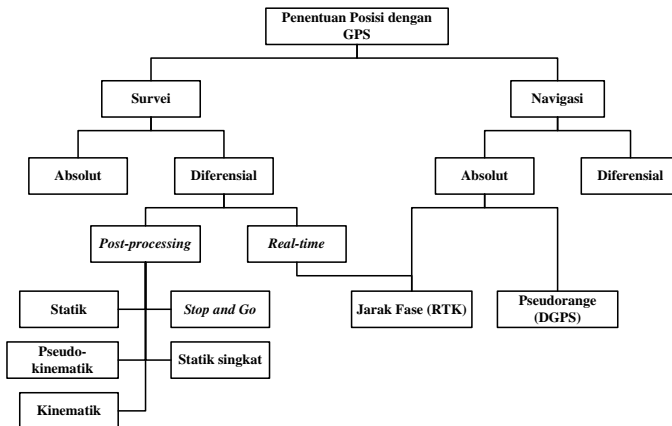 Penentuan Posisi dengan
GPS
Survei
Navigasi
Absolut
Diferensial
Absolut
Diferensial
Post-processing
Real-time
Statik
Stop and Go
Jarak Fase (RTK)
Pseudorange
(DGPS)
Pseudo-
kinematik
Statik singkat
Kinematik